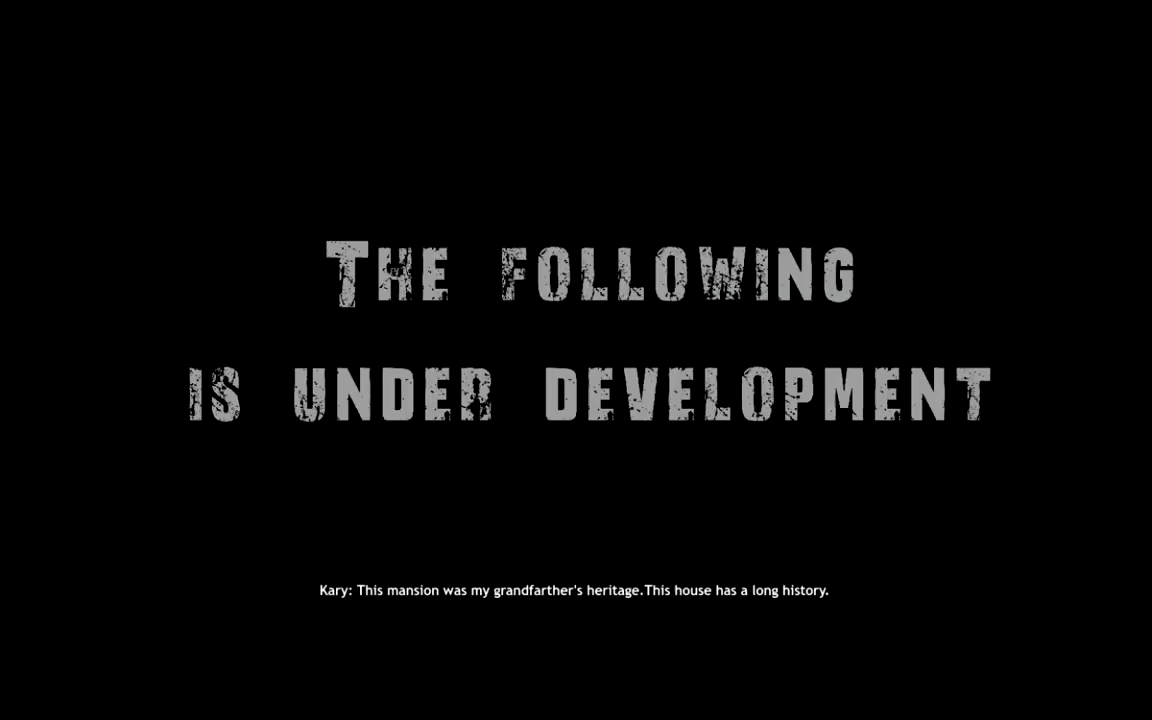 The following
is under development
Kary: This mansion was my grandfarther's heritage.This house has a long history.